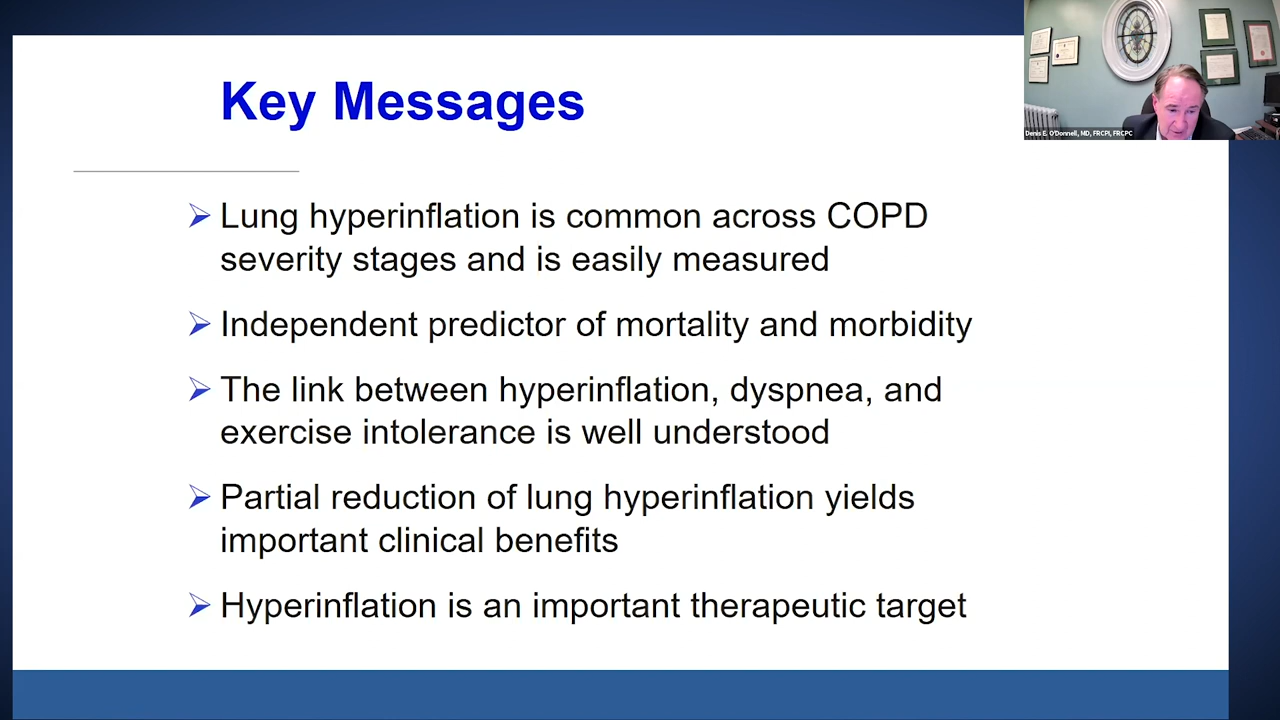 Key Messages
Denis E. O'Donnell, MD, FRCPI, FRCPC
Lung hyperinflation is common across COPD
severity stages and is easily measured
Independent predictor of mortality and morbidity
The link between hyperinflation, dyspnea, and
exercise intolerance is well understood
Partial reduction of lung hyperinflation yields
important clinical benefits
Hyperinflation is an important therapeutic target